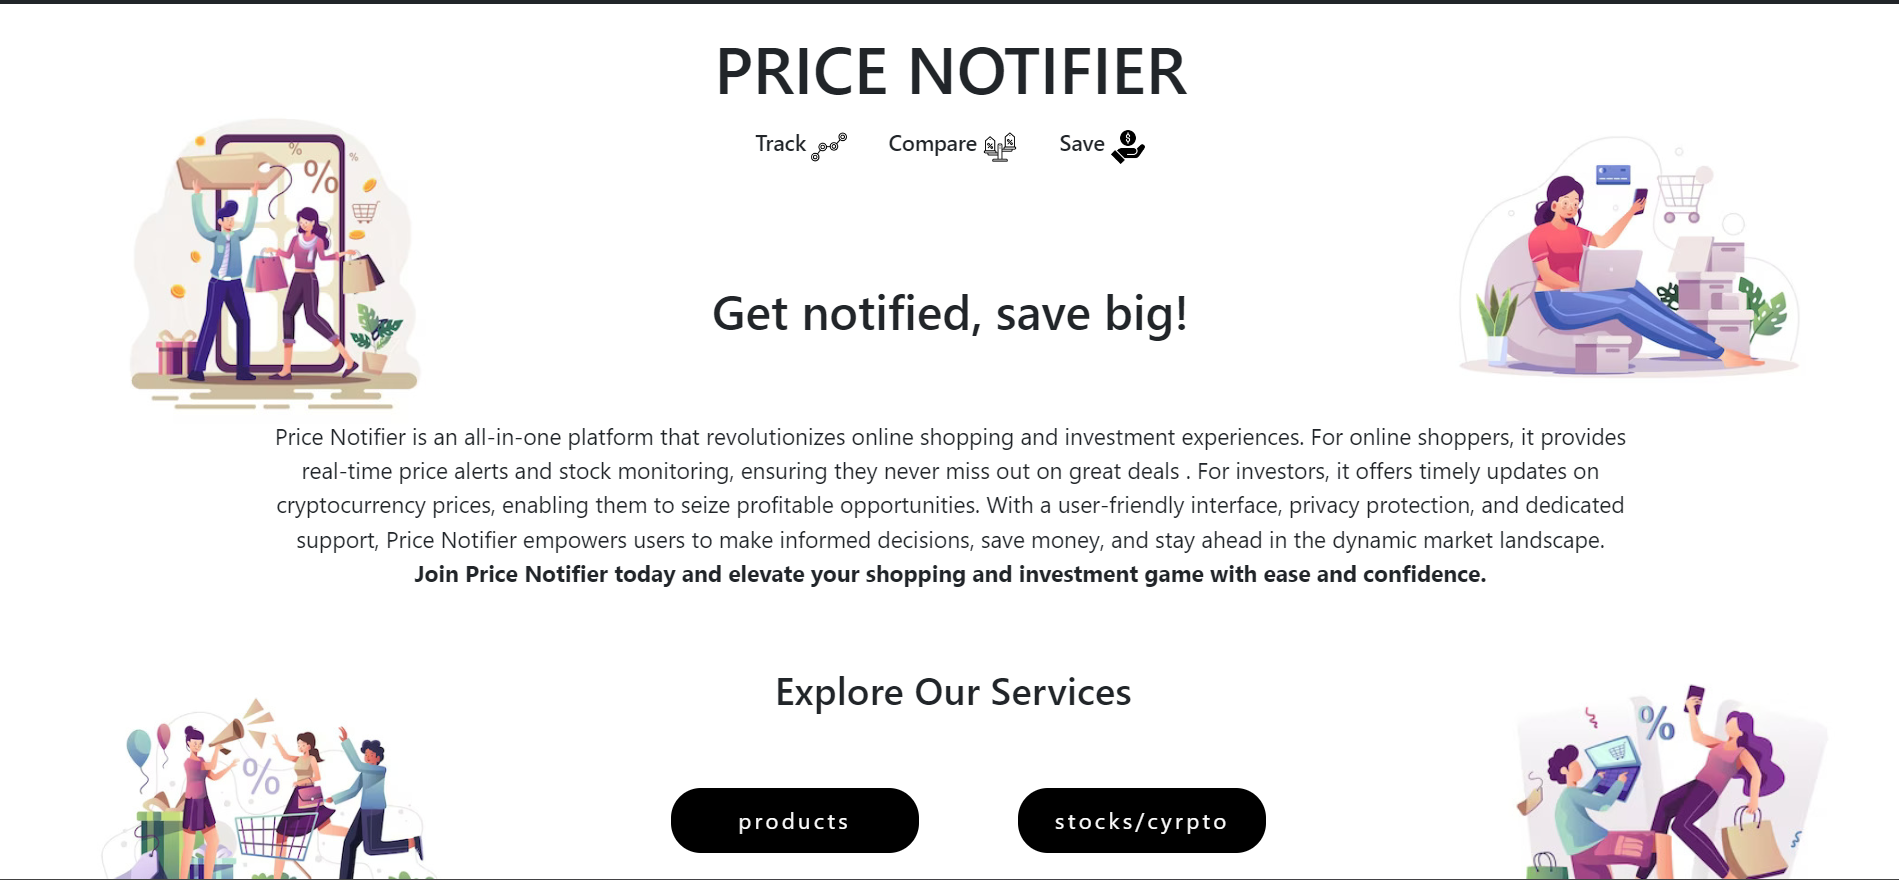 PRICE NOTIFIER
Track Compare Save
Get notified, save big!
Price Notifier is an all-in-one platform that revolutionizes online shopping and investment experiences. For online shoppers, it provides
real-time price alerts and stock monitoring, ensuring they never miss out on great deals . For investors, it offers timely updates on
cryptocurrency prices, enabling them to seize profitable opportunities. With a user-friendly interface, privacy protection, and dedicated
support, Price Notifier empowers users to make informed decisions, save money, and stay ahead in the dynamic market landscape.
Join Price Notifier today and elevate your shopping and investment game with ease and confidence.
Explore Our Services
products
stocks/cyrpto